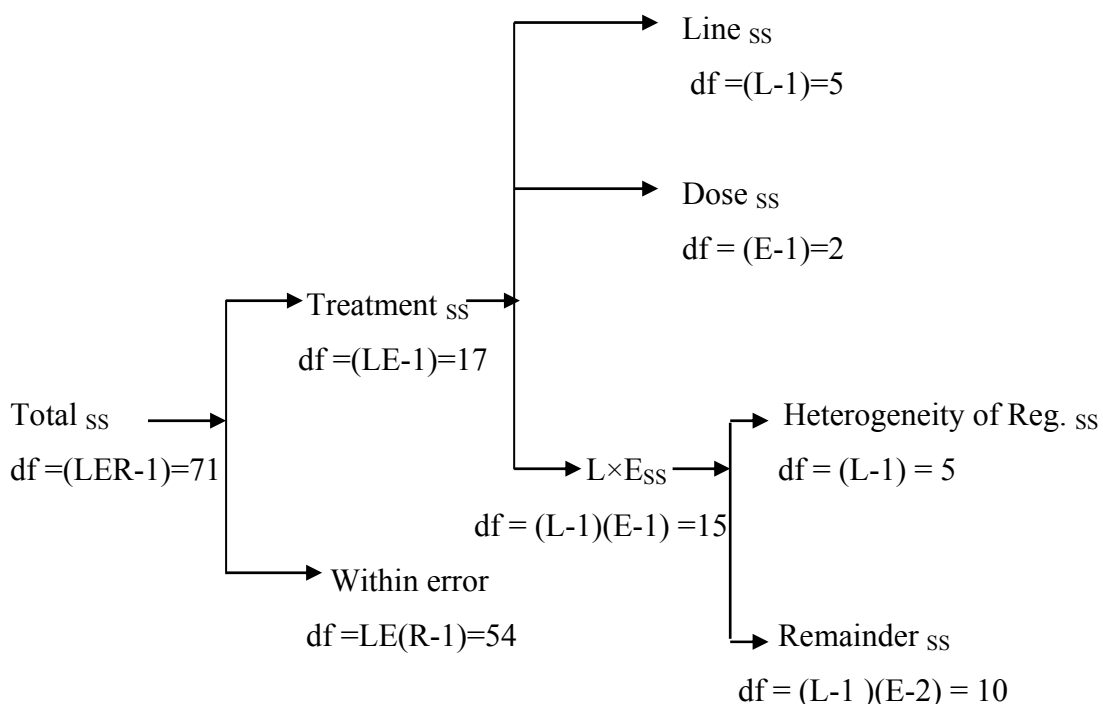 Line SS
df =(L-1)=5
Dose SS
df = (E-1)=2
Treatment SS
df =(LE-1)=17
Total SS
df =(LER-1)=71
Heterogeneity of Reg. SS
df = (L-1) = 5
L×ESS
df = (L-1)(E-1) =15
Within error
df =LE(R-1)=54
Remainder SS
df = (L-1 )(E-2) = 10